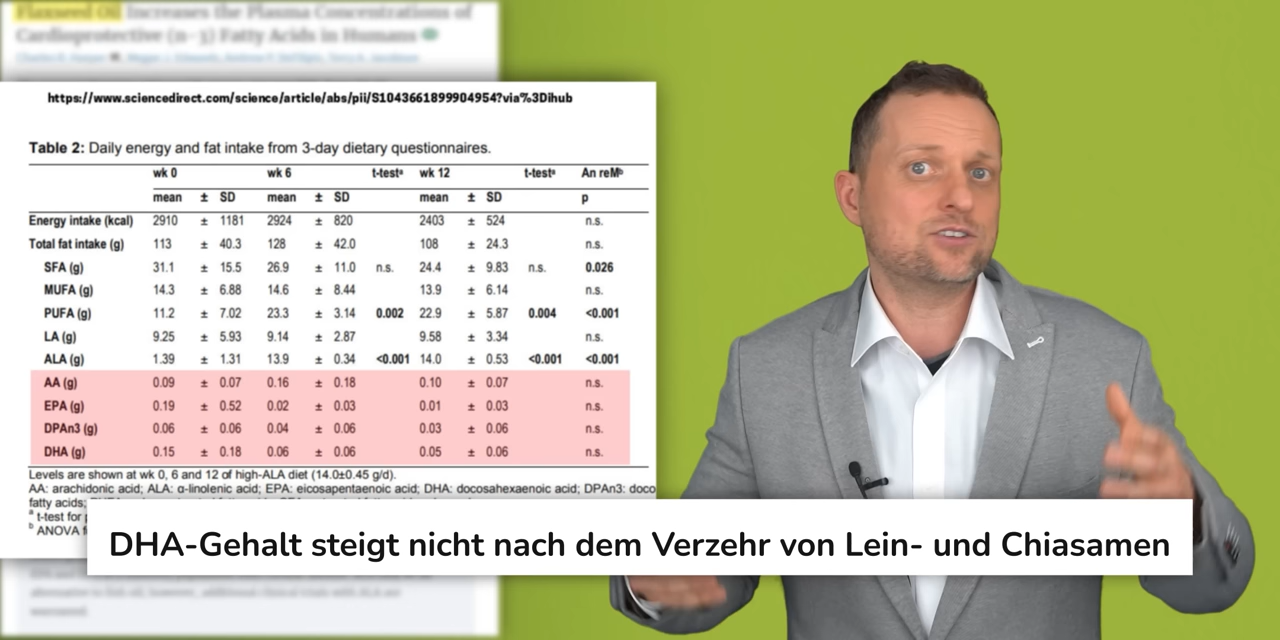 Flaxseed Oil Increases the Plasma Concentrations of
Cardioprotective (n−3) Fatty Acids in Humans
https://www.sciencedirect.com/science/article/abs/pii/S1043661899904954?via%3Dihub
Table 2: Daily energy and fat intake from 3-day dietary questionnaires.
wk 0 wk 6 t-testᵃ wk 12 t-testᵃ An reMᵇ
mean ± SD mean ± SD mean ± SD p
Energy intake (kcal) 2910 ± 1181 2924 ± 820 2403 ± 524 n.s.
Total fat intake (g) 113 ± 40.3 128 ± 42.0 108 ± 24.3 n.s.
SFA (g) 31.1 ± 15.5 26.9 ± 11.0 n.s. 24.4 ± 9.83 n.s. 0.026
MUFA (g) 14.3 ± 6.88 14.6 ± 8.44 13.9 ± 6.14 n.s.
PUFA (g) 11.2 ± 7.02 23.3 ± 3.14 0.002 22.9 ± 5.87 0.004 <0.001
LA (g) 9.25 ± 5.93 9.14 ± 2.87 9.58 ± 3.34 n.s.
ALA (g) 1.39 ± 1.31 13.9 ± 0.34 <0.001 14.0 ± 0.53 <0.001 <0.001
AA (g) 0.09 ± 0.07 0.16 ± 0.18 0.10 ± 0.07 n.s.
EPA (g) 0.19 ± 0.52 0.02 ± 0.03 0.01 ± 0.03 n.s.
DPAn3 (g) 0.06 ± 0.06 0.04 ± 0.06 0.03 ± 0.06 n.s.
DHA (g) 0.15 ± 0.18 0.06 ± 0.06 0.05 ± 0.06 n.s.
Levels are shown at wk 0, 6 and 12 of high-ALA diet (14.0±0.45 g/d).
AA: arachidonic acid; ALA: α-linolenic acid; EPA: eicosapentaenoic acid; DHA: docosahexaenoic acid; DPAn3: doco
fatty acids;
ᵃ t-test for
ᵇ ANOVA
DHA-Gehalt steigt nicht nach dem Verzehr von Lein- und Chiasamen